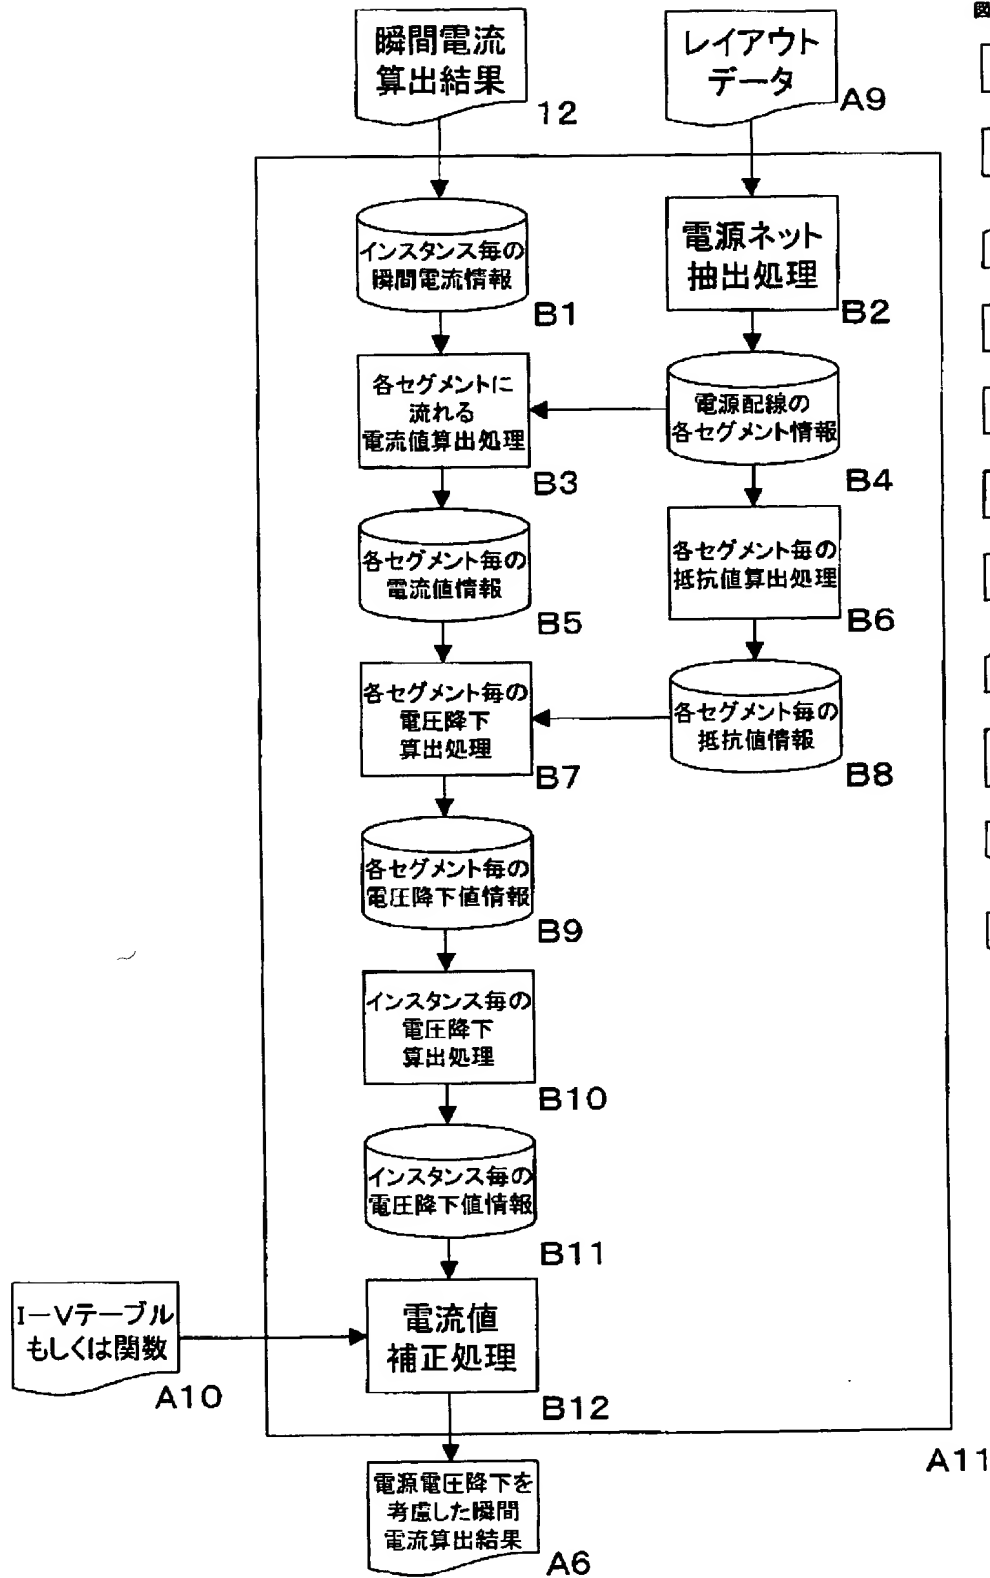 図
瞬間電流
算出結果
12
レイアウト
データ
A9
インスタンス毎の
瞬間電流情報
B1
電源ネット
抽出処理
B2
各セグメントに
流れる
電流値算出処理
B3
電源配線の
各セグメント情報
B4
各セグメント毎の
電流値情報
B5
各セグメント毎の
抵抗値算出処理
B6
各セグメント毎の
電圧降下
算出処理
B7
各セグメント毎の
抵抗値情報
B8
各セグメント毎の
電圧降下値情報
B9
インスタンス毎の
電圧降下
算出処理
B10
インスタンス毎の
電圧降下値情報
B11
I－Vテーブル
もしくは関数
A10
電流値
補正処理
B12
A11
電源電圧降下を
考慮した瞬間
電流算出結果
A6